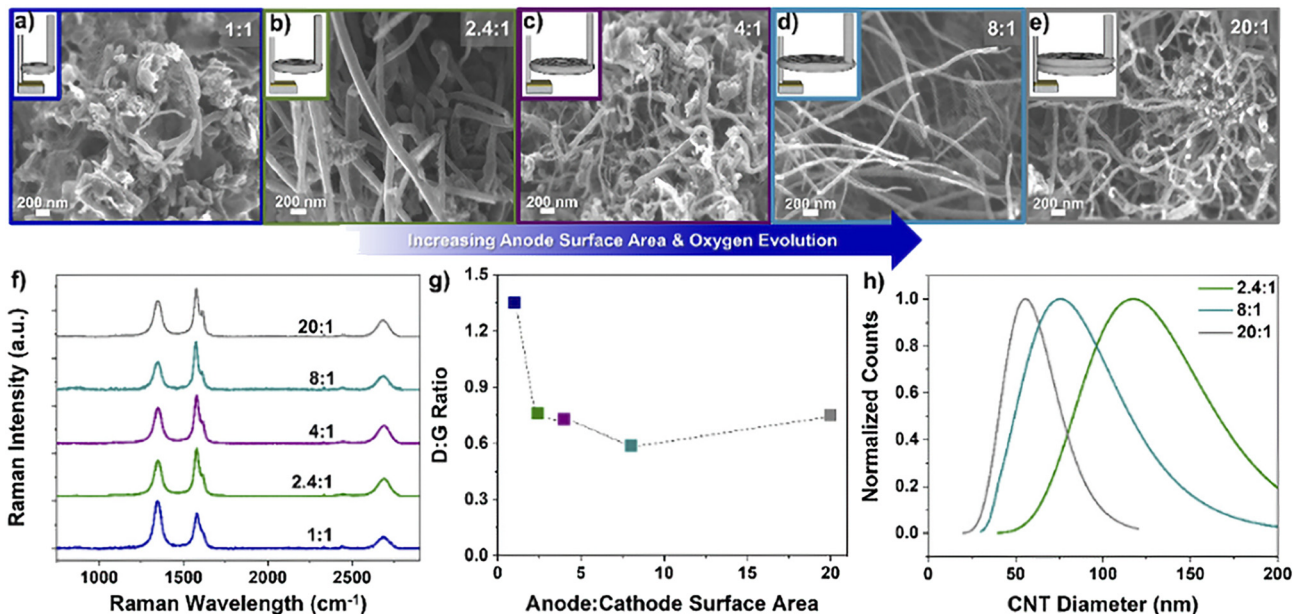 a) 1:1
b) 2.4:1
c) 4:1
d) 8:1
e) 20:1
200 nm
200 nm
200 nm
200 nm
200 nm
Increasing Anode Surface Area & Oxygen Evolution
f)
Raman Intensity (a.u.)
20:1
8:1
4:1
2.4:1
1:1
1000 1500 2000 2500
Raman Wavelength (cm⁻¹)
g)
D:G Ratio
1.5
1.2
0.9
0.6
0.3
0.0
0 5 10 15 20
Anode:Cathode Surface Area
h)
Normalized Counts
1.0
0.8
0.6
0.4
0.2
0.0
2.4:1
8:1
20:1
0 50 100 150 200
CNT Diameter (nm)